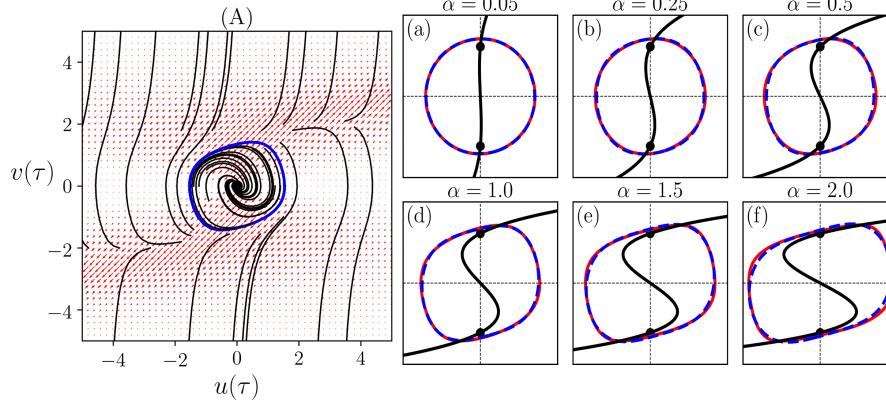 (A)
v(τ)
4
2
0
−2
−4
−4
−2
0
2
4
u(τ)
α = 0.05
(a)
α = 0.25
(b)
α = 0.5
(c)
α = 1.0
(d)
α = 1.5
(e)
α = 2.0
(f)